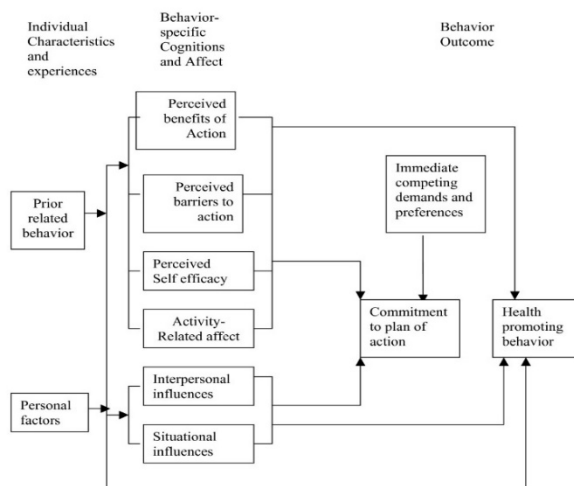 Individual
Characteristics
and
experiences
Behavior-
specific
Cognitions
and Affect
Behavior
Outcome
Perceived
benefits of
Action
Immediate
competing
demands and
preferences
Perceived
barriers to
action
Prior
related
behavior
Perceived
Self efficacy
Activity-
Related affect
Commitment
to plan of
action
Health
promoting
behavior
Interpersonal
influences
Personal
factors
Situational
influences